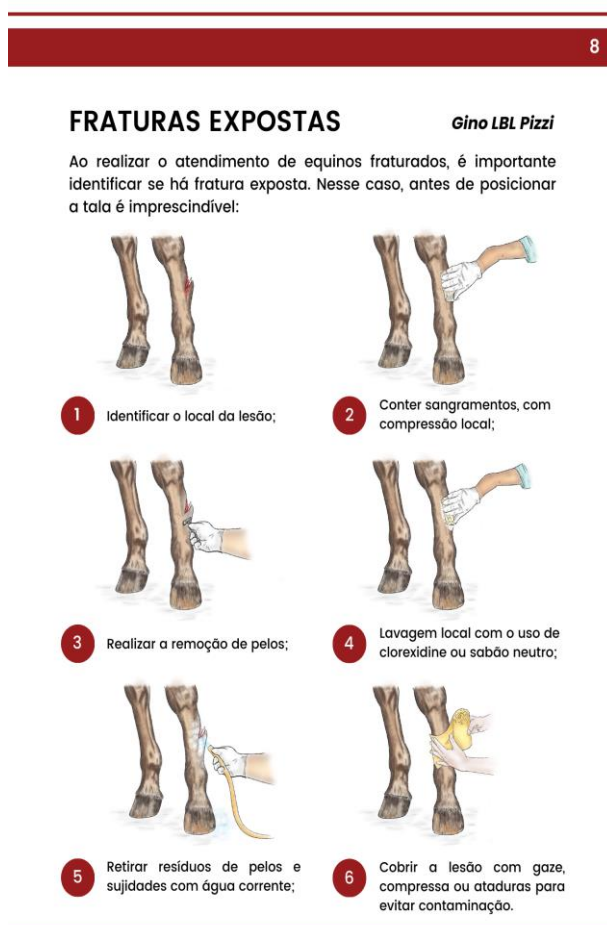 8
FRATURAS EXPOSTAS
Gino LBL Pizzi
Ao realizar o atendimento de equinos fraturados, é importante
identificar se há fratura exposta. Nesse caso, antes de posicionar
a tala é imprescindível:
1
Identificar o local da lesão;
2
Conter sangramentos, com
compressão local;
3
Realizar a remoção de pelos;
4
Lavagem local com o uso de
clorexidine ou sabão neutro;
5
Retirar resíduos de pelos e
sujidades com água corrente;
6
Cobrir a lesão com gaze,
compressa ou ataduras para
evitar contaminação.